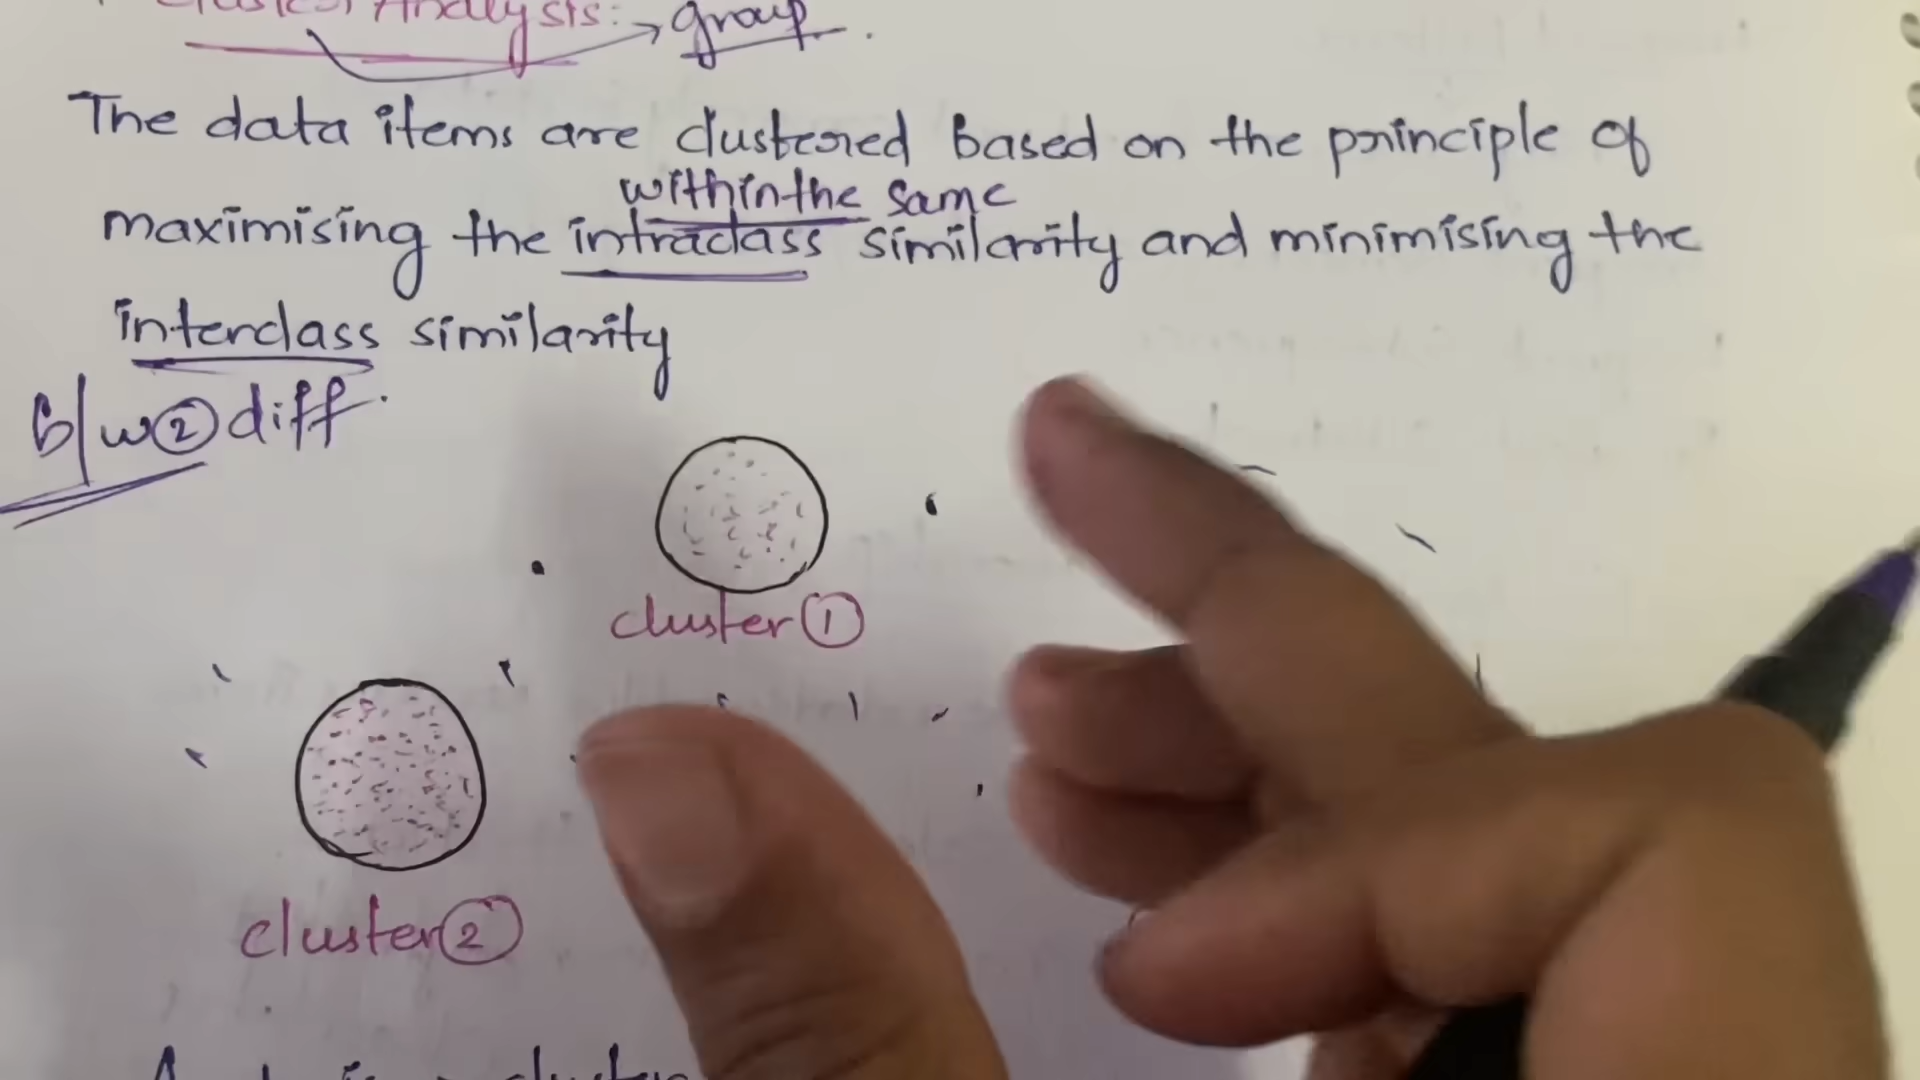 Analysis: → group.
The data items are clustered based on the principle of
within the same
maximising the intraclass similarity and minimising the
interclass similarity
b/w ② diff.
cluster ①
cluster ②